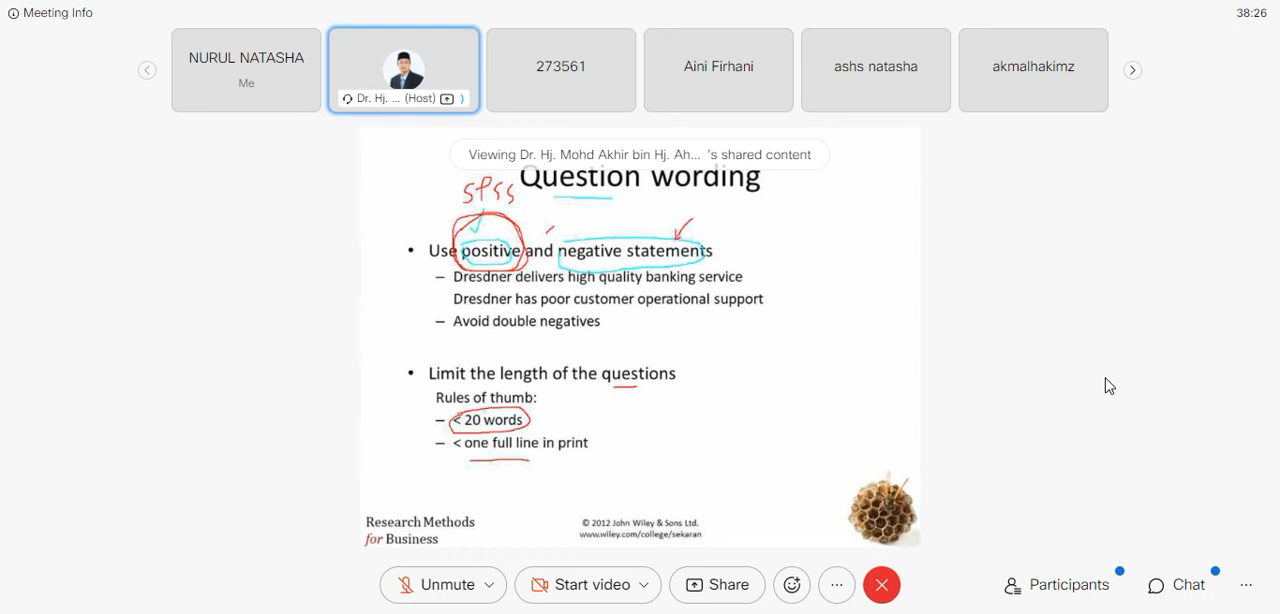 Meeting Info
38:26
NURUL NATASHA
Me
Dr. Hj. ... (Host)
273561
Aini Firhani
ashs natasha
akmalhakimz
Viewing Dr. Hj. Mohd Akhir bin Hj. Ah... 's shared content
Question wording
SPSS
• Use positive and negative statements
– Dresdner delivers high quality banking service
Dresdner has poor customer operational support
– Avoid double negatives
• Limit the length of the questions
Rules of thumb:
– < 20 words
– < one full line in print
Research Methods
for Business
© 2012 John Wiley & Sons Ltd.
www.wiley.com/college/sekaran
Unmute
Start video
Share
Participants
Chat